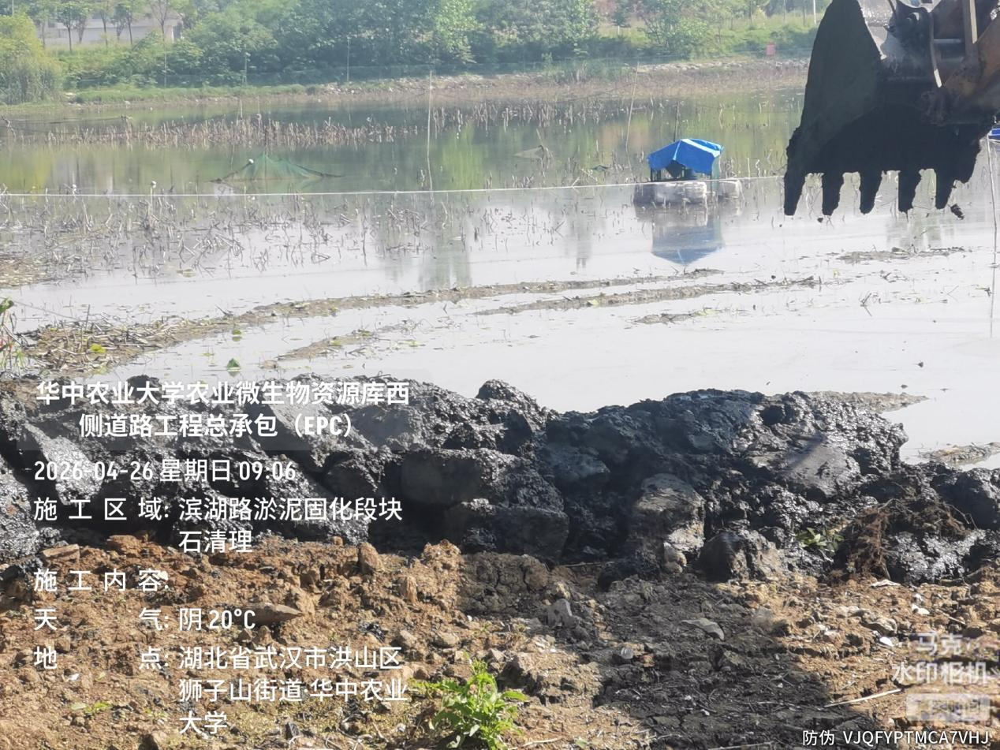 华中农业大学农业微生物资源库西
侧道路工程总承包（EPC）
2026-04-26 星期日 09:06
施工区域: 滨湖路淤泥固化段块
石清理
施工内容:
天气: 阴 20°C
地点: 湖北省武汉市洪山区
狮子山街道·华中农业
大学
马克
水印相机
防伪 VJQFYPTMCA7VHJ